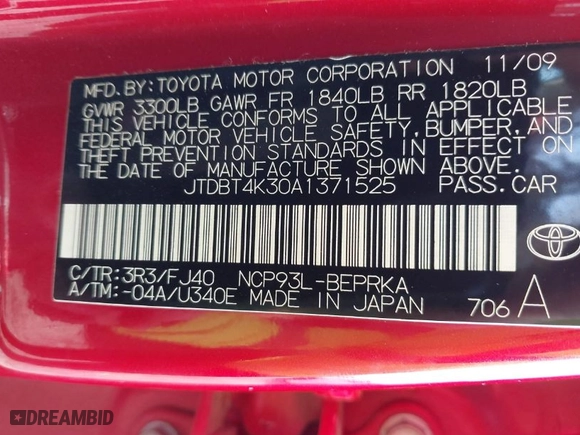 MFD. BY: TOYOTA MOTOR CORPORATION 11/09
GVWR 3300LB GAWR FR 1840LB RR 1820LB
THIS VEHICLE CONFORMS TO ALL APPLICABLE
FEDERAL MOTOR VEHICLE SAFETY, BUMPER, AND
THEFT PREVENTION STANDARDS IN EFFECT ON
THE DATE OF MANUFACTURE SHOWN ABOVE.
JTDBT4K30A1371525 PASS. CAR
C/TR: 3R3/FJ40 NCP93L-BEPRKA
A/TM: -04A/U340E MADE IN JAPAN 706 A
DREAMBID